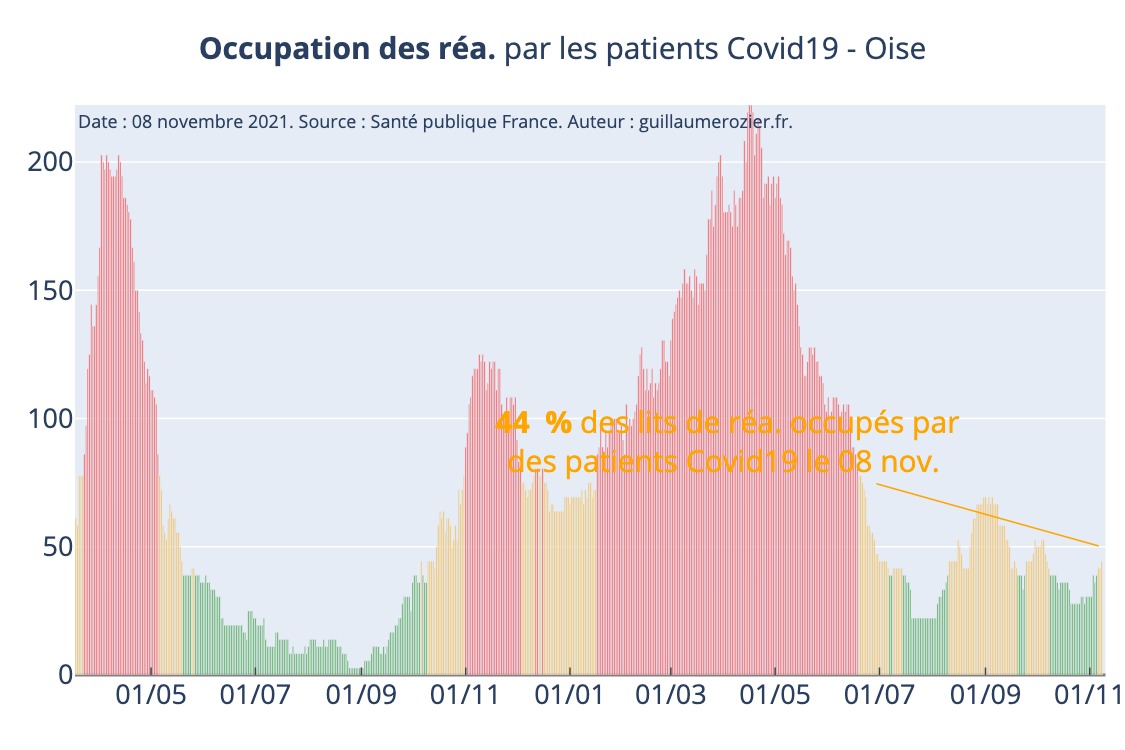 Occupation des réa. par les patients Covid19 - Oise
Date : 08 novembre 2021. Source : Santé publique France. Auteur : guillaumerozier.fr.
200
150
100
50
0
44 % des lits de réa. occupés par
des patients Covid19 le 08 nov.
01/05 01/07 01/09 01/11 01/01 01/03 01/05 01/07 01/09 01/11